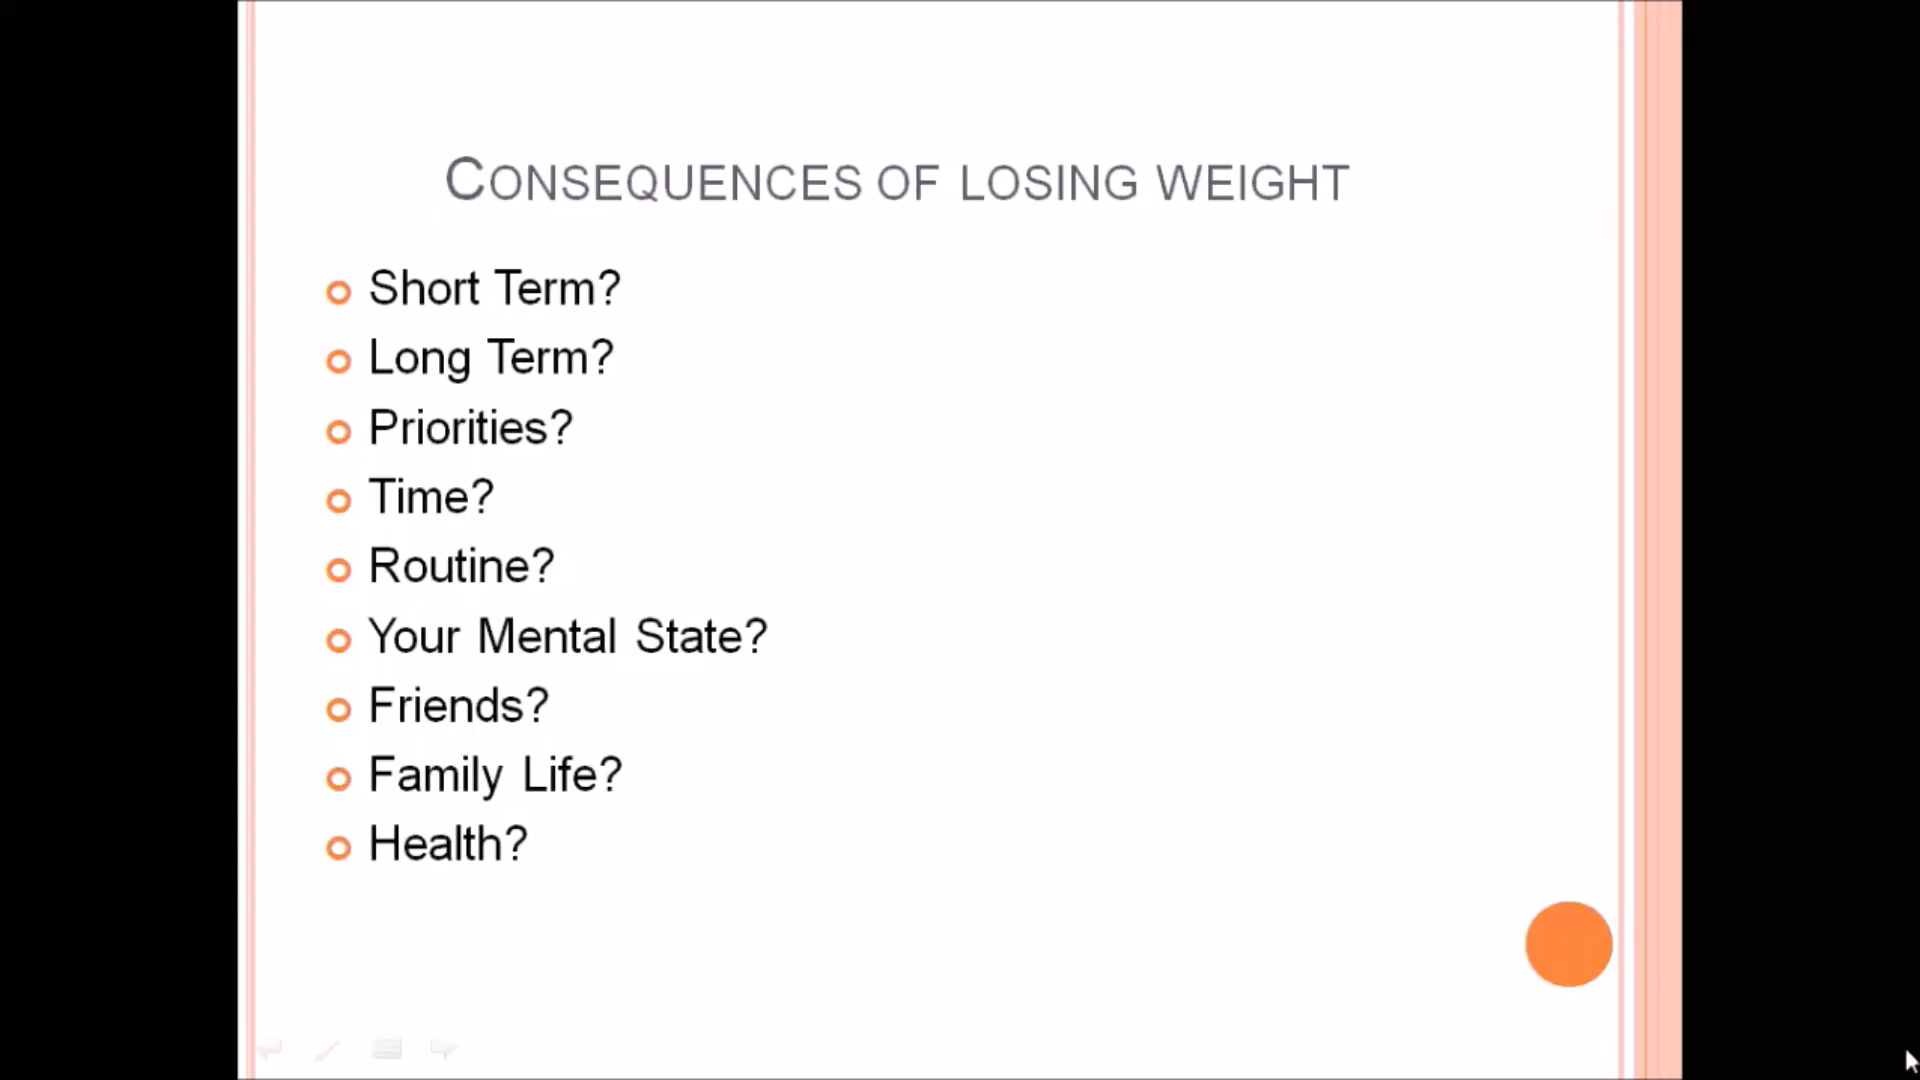 CONSEQUENCES OF LOSING WEIGHT
Short Term?
Long Term?
Priorities?
Time?
Routine?
Your Mental State?
Friends?
Family Life?
Health?